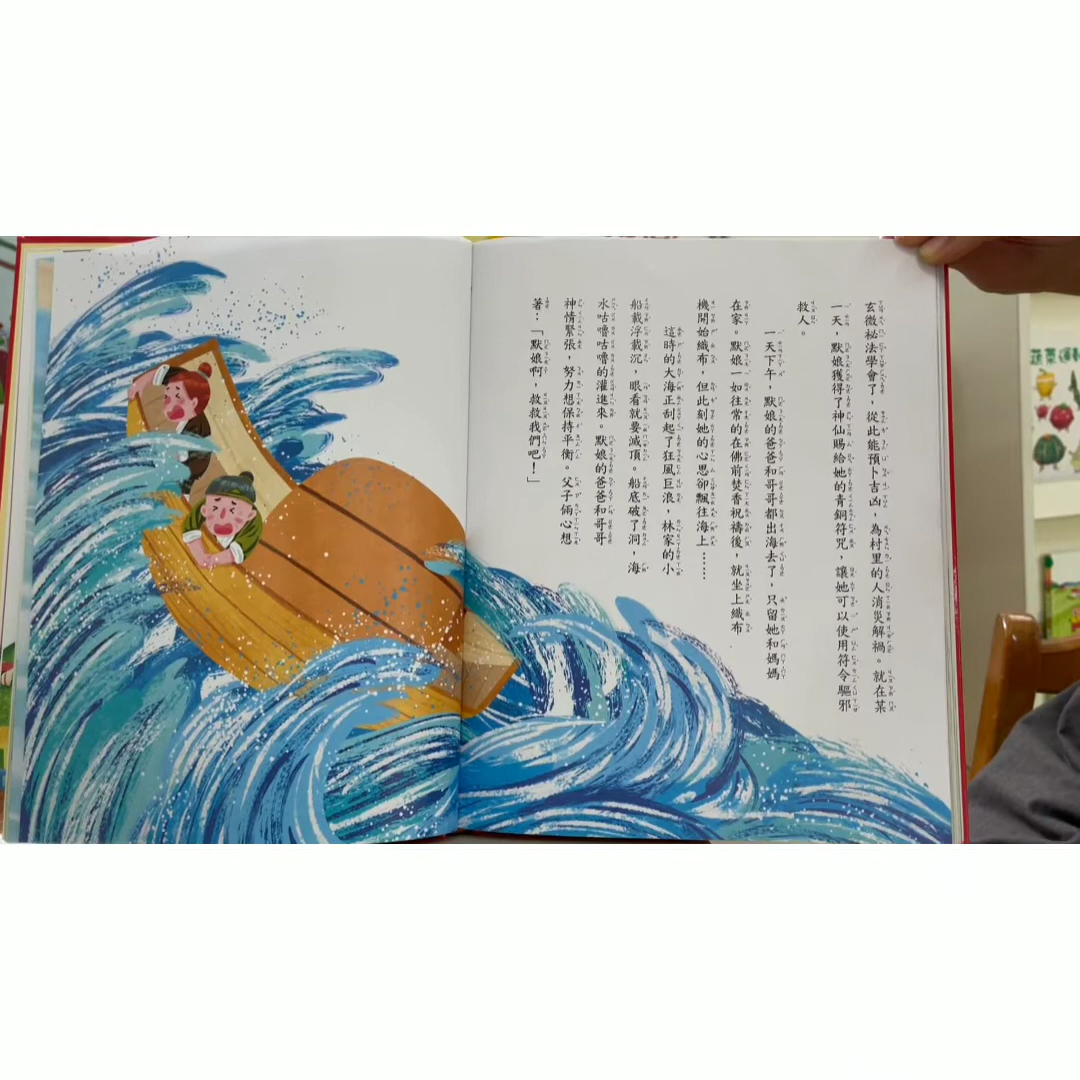 玄微祕法學會了，從此能預卜吉凶，為村里的人消災解禍。就在某
一天，默娘獲得了神仙賜給她的青銅符咒，讓她可以使用符令驅邪
救人。
一天下午，默娘的爸爸和哥哥都出海去了，只留她和媽媽
在家。默娘一如往常的在佛前焚香祝禱後，就坐上織布
機開始織布，但此刻她的心思卻飄往海上……
這時的大海正刮起了狂風巨浪，林家的小
船載浮載沉，眼看就要滅頂。船底破了洞，海
水咕嚕咕嚕的灌進來。默娘的爸爸和哥哥
神情緊張，努力想保持平衡。父子倆心想
著：「默娘啊，救救我們吧！」
蔬菜運動